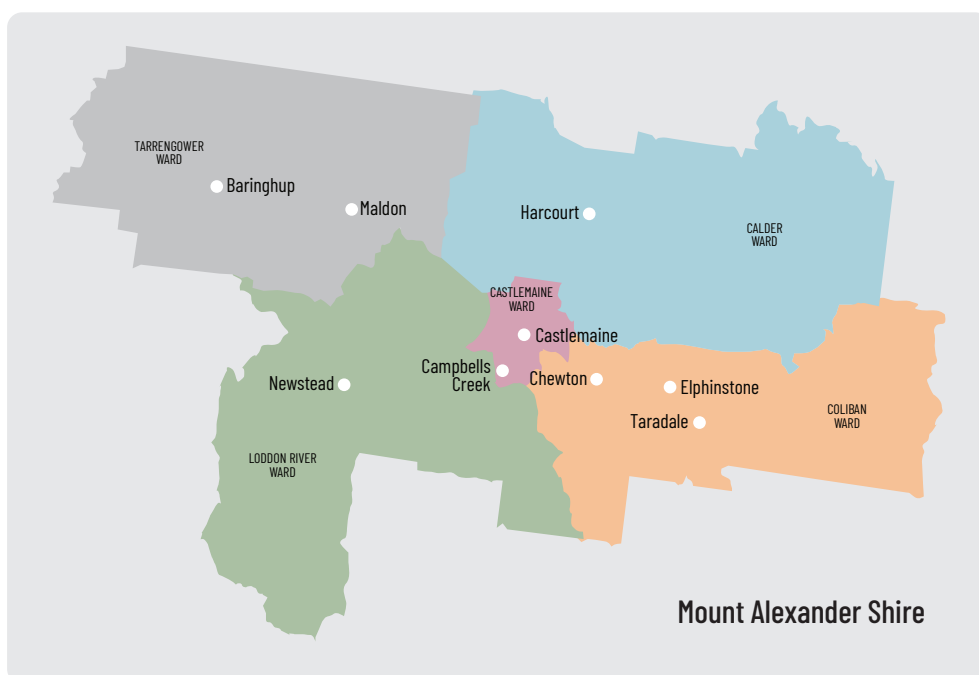 TARRENGOWER
WARD
Baringhup
Maldon
Harcourt
CALDER
WARD
CASTLEMAINE
WARD
Castlemaine
Campbells
Creek
Chewton
Newstead
Elphinstone
Taradale
COLIBAN
WARD
LODDON RIVER
WARD
Mount Alexander Shire